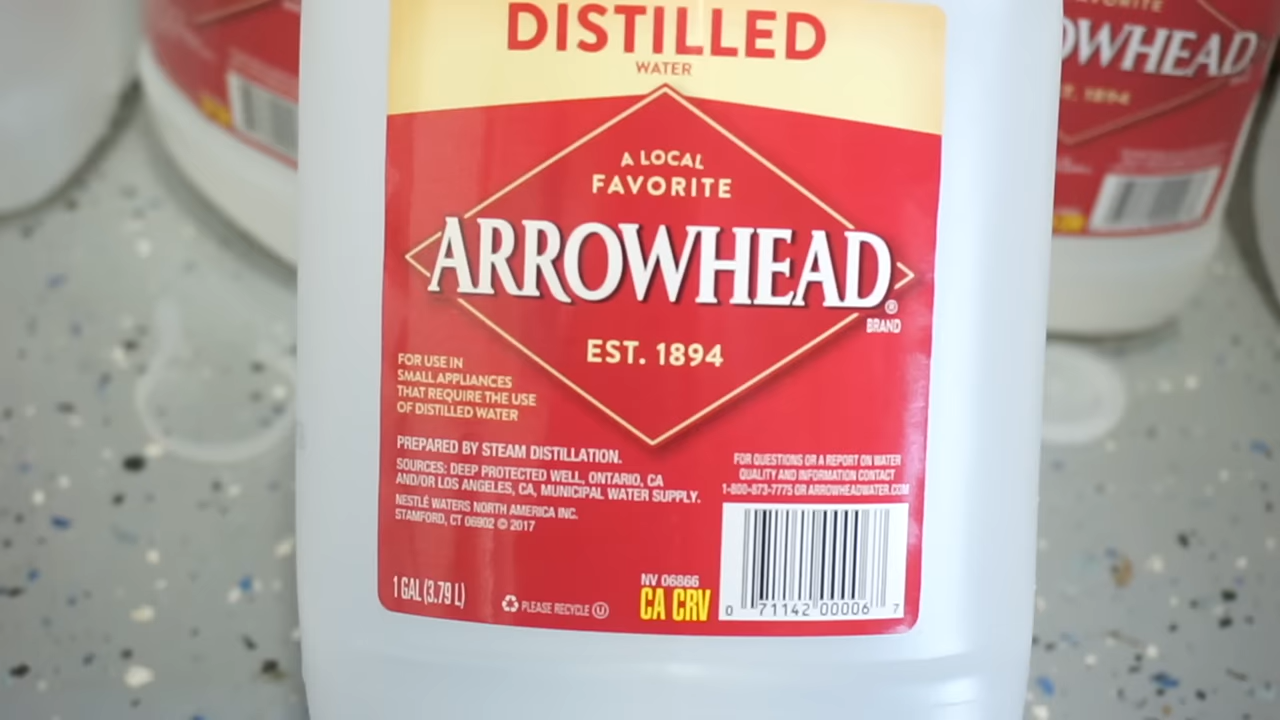 DISTILLED
WATER
A LOCAL
FAVORITE
ARROWHEAD®
BRAND
EST. 1894
FOR USE IN
SMALL APPLIANCES
THAT REQUIRE THE USE
OF DISTILLED WATER
PREPARED BY STEAM DISTILLATION.
SOURCES: DEEP PROTECTED WELL, ONTARIO, CA
AND/OR LOS ANGELES, CA, MUNICIPAL WATER SUPPLY.
NESTLÉ WATERS NORTH AMERICA INC.
STAMFORD, CT 06902 © 2017
1 GAL (3.79 L)
PLEASE RECYCLE U
FOR QUESTIONS OR A REPORT ON WATER
QUALITY AND INFORMATION CONTACT
1-800-873-7775 OR ARROWHEADWATER.COM
NV 06866
CA CRV
0 71142 00006 7
OWHEAD
1894